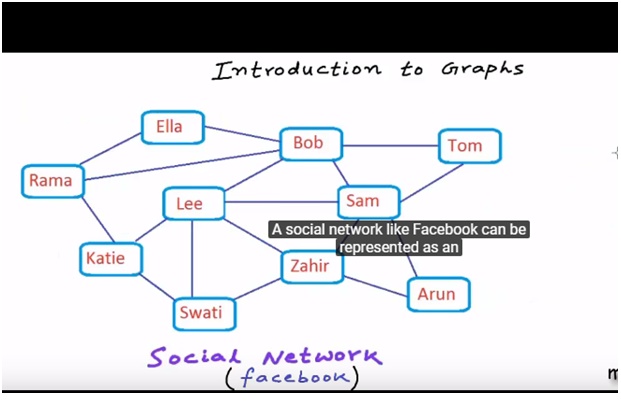 Introduction to Graphs
Ella
Bob
Tom
Rama
Lee
Sam
A social network like Facebook can be
represented as an
Katie
Zahir
Arun
Swati
Social Network
(facebook)